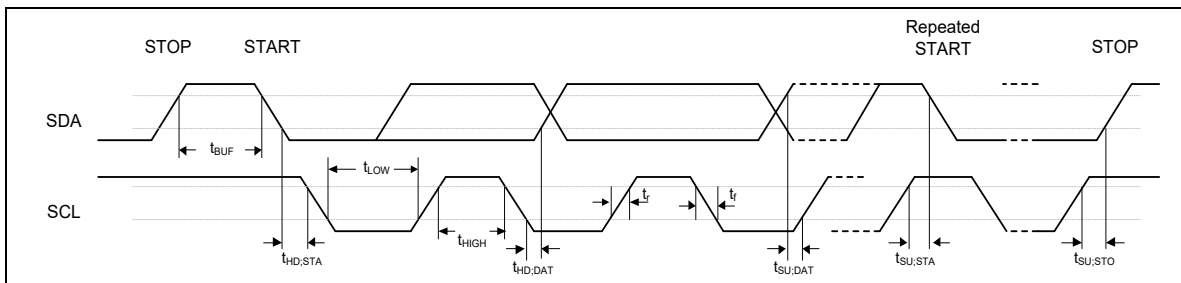 Repeated
STOP START START STOP
SDA
tBUF
tLOW
SCL
tr tf
tHIGH
tHD;STA tHD;DAT tSU;DAT tSU;STA tSU;STO